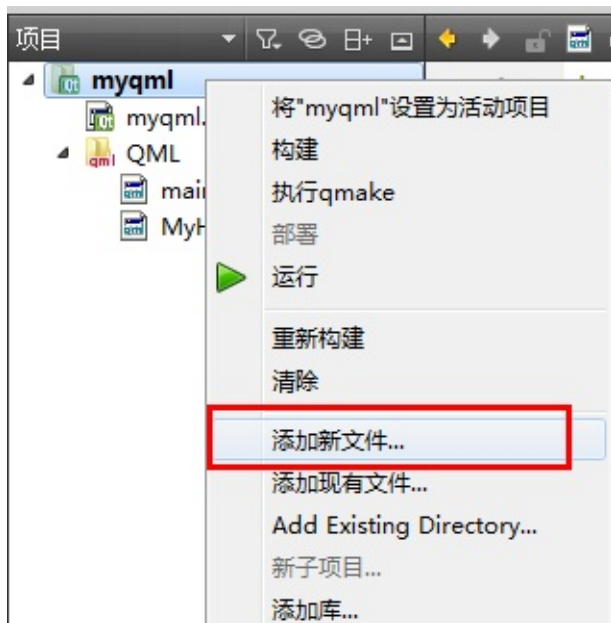 项目
myqml
myqml.
QML
mai
MyH
将"myqml"设置为活动项目
构建
执行qmake
部署
运行
重新构建
清除
添加新文件...
添加现有文件...
Add Existing Directory...
新子项目...
添加库...